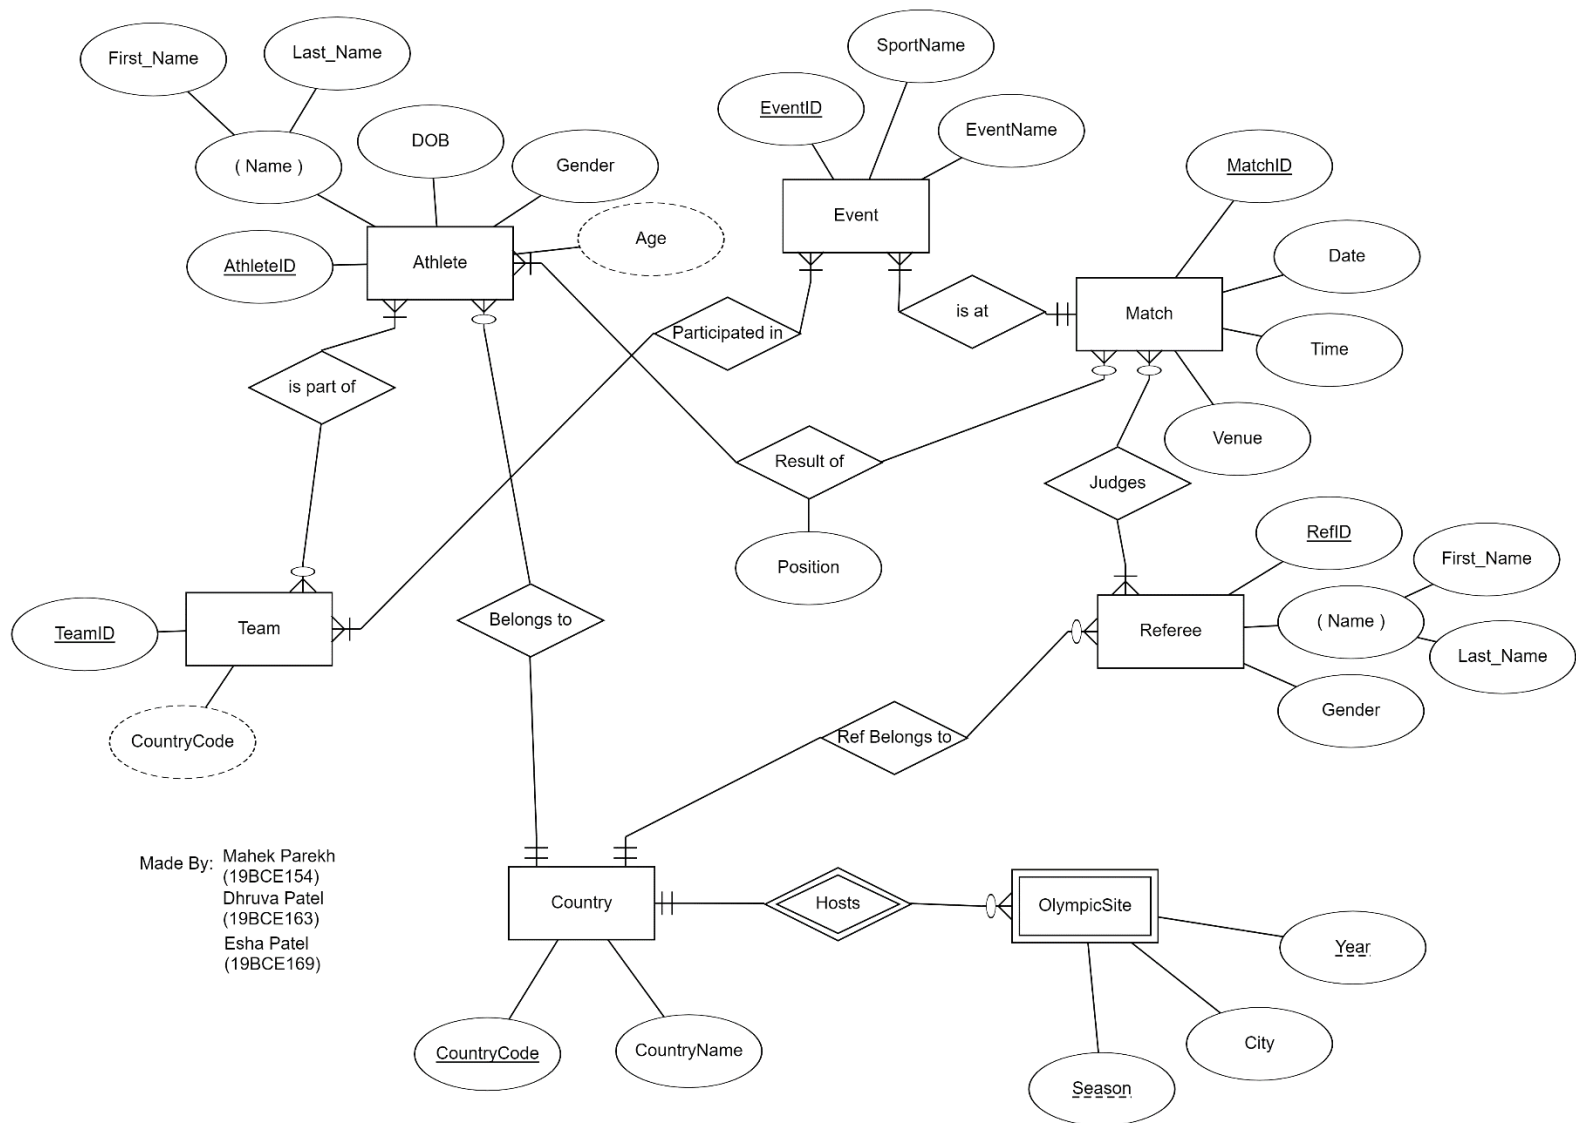 SportName
First_Name
Last_Name
EventID
EventName
DOB
( Name )
Gender
MatchID
Event
Age
AthleteID
Athlete
Date
Match
is at
Participated in
Time
is part of
Venue
Result of
Judges
RefID
Position
First_Name
TeamID
Team
Belongs to
Referee
( Name )
Last_Name
Gender
CountryCode
Ref Belongs to
Made By:
Mahek Parekh
(19BCE154)
Dhruva Patel
(19BCE163)
Esha Patel
(19BCE169)
Country
Hosts
OlympicSite
Year
CountryCode
CountryName
City
Season